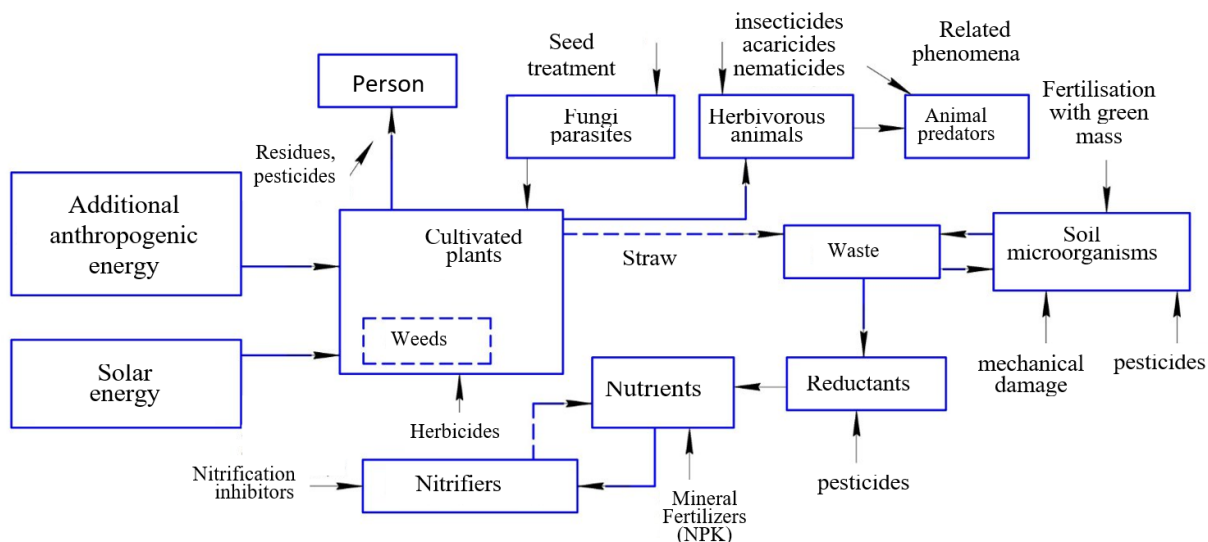 insecticides
acaricides
nematicides
Related
phenomena
Seed
treatment
Person
Fungi
parasites
Herbivorous
animals
Animal
predators
Fertilisation
with green
mass
Residues,
pesticides
Additional
anthropogenic
energy
Cultivated
plants
Straw
Waste
Soil
microorganisms
Weeds
Solar
energy
Nutrients
Reductants
mechanical
damage
pesticides
Herbicides
Nitrification
inhibitors
Nitrifiers
Mineral
Fertilizers
(NPK)
pesticides